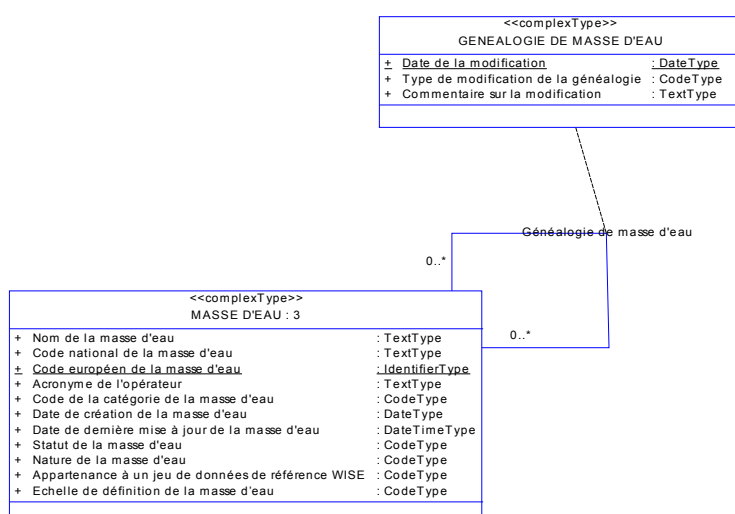 <<complexType>>
GENEALOGIE DE MASSE D'EAU
+ Date de la modification : DateType
+ Type de modification de la généalogie : CodeType
+ Commentaire sur la modification : TextType
Généalogie de masse d'eau
0..*
<<complexType>>
MASSE D'EAU : 3
0..*
+ Nom de la masse d'eau : TextType
+ Code national de la masse d'eau : TextType
+ Code européen de la masse d'eau : IdentifierType
+ Acronyme de l'opérateur : TextType
+ Code de la catégorie de la masse d'eau : CodeType
+ Date de création de la masse d'eau : DateType
+ Date de dernière mise à jour de la masse d'eau : DateTimeType
+ Statut de la masse d'eau : CodeType
+ Nature de la masse d'eau : CodeType
+ Appartenance à un jeu de données de référence WISE : CodeType
+ Echelle de définition de la masse d'eau : CodeType